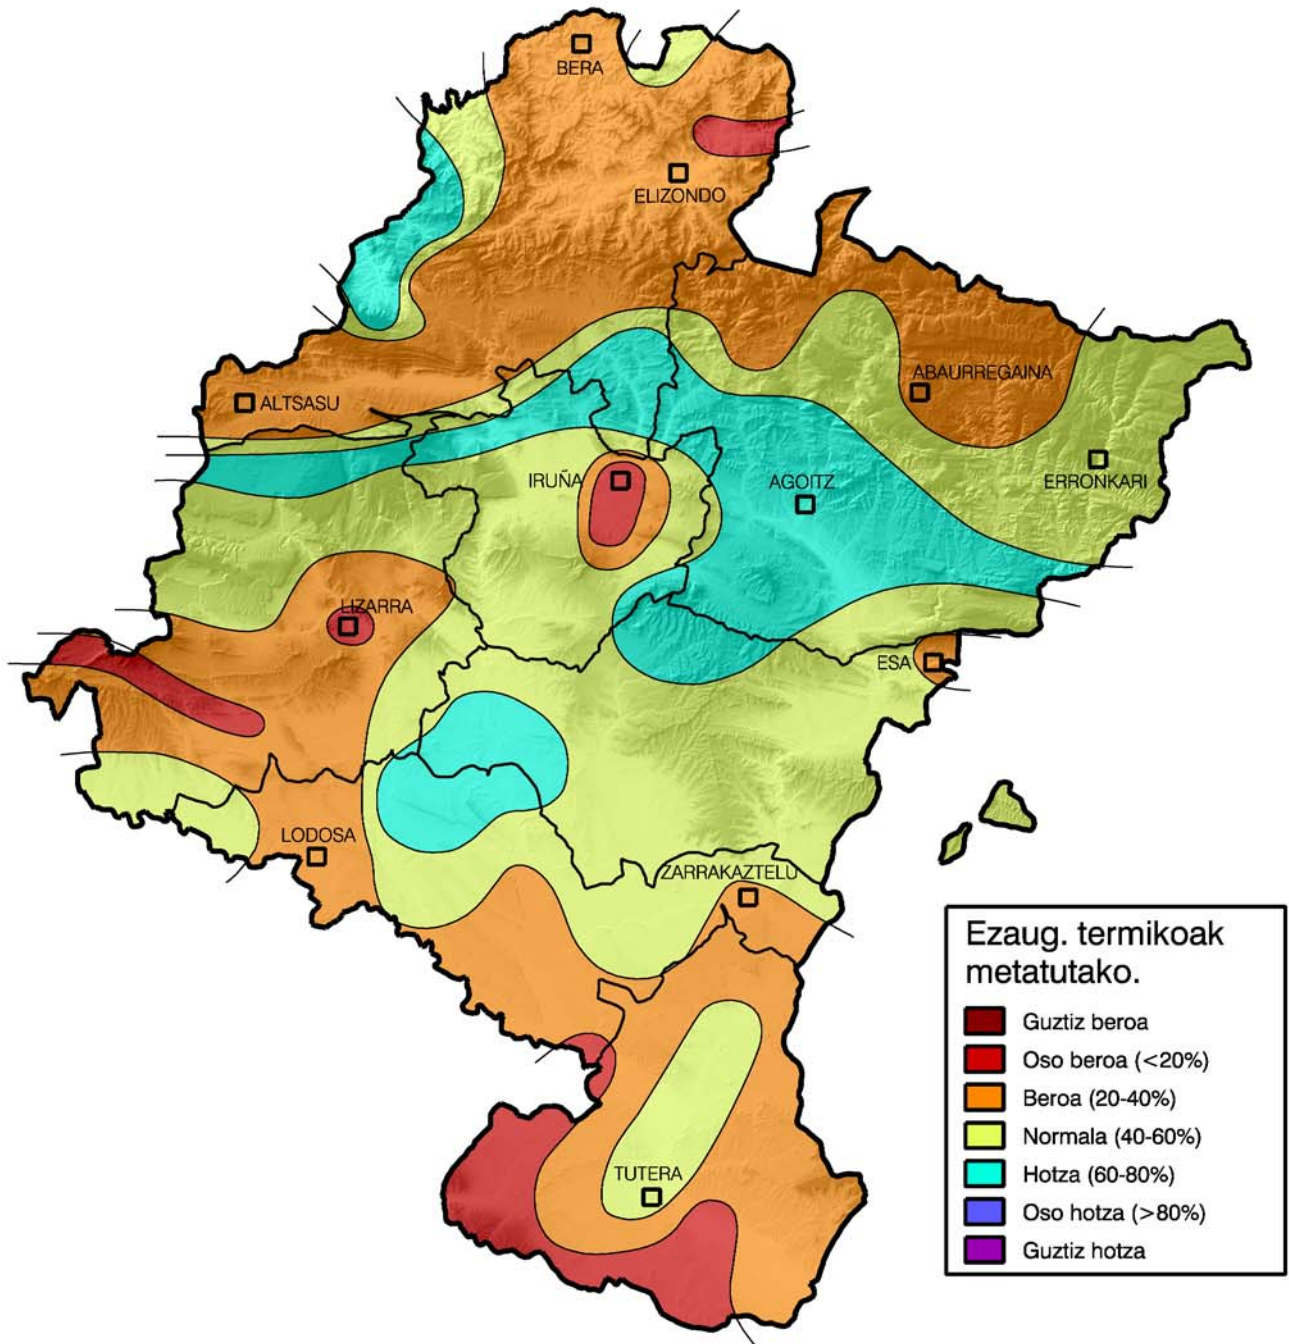 BERA
ELIZONDO
ABAURREGAINA
ALTSASU
IRUÑA
AGOITZ
ERRONKARI
LIZARRA
ESA
LODOSA
ZARRAKAZTELU
TUTERA
Ezaug. termikoak
metatutako.
Guztiz beroa
Oso beroa (<20%)
Beroa (20-40%)
Normala (40-60%)
Hotza (60-80%)
Oso hotza (>80%)
Guztiz hotza